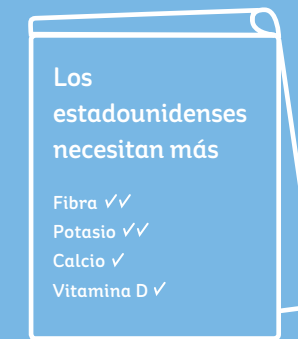 Los
estadounidenses
necesitan más
Fibra ✓✓
Potasio ✓✓
Calcio ✓
Vitamina D ✓